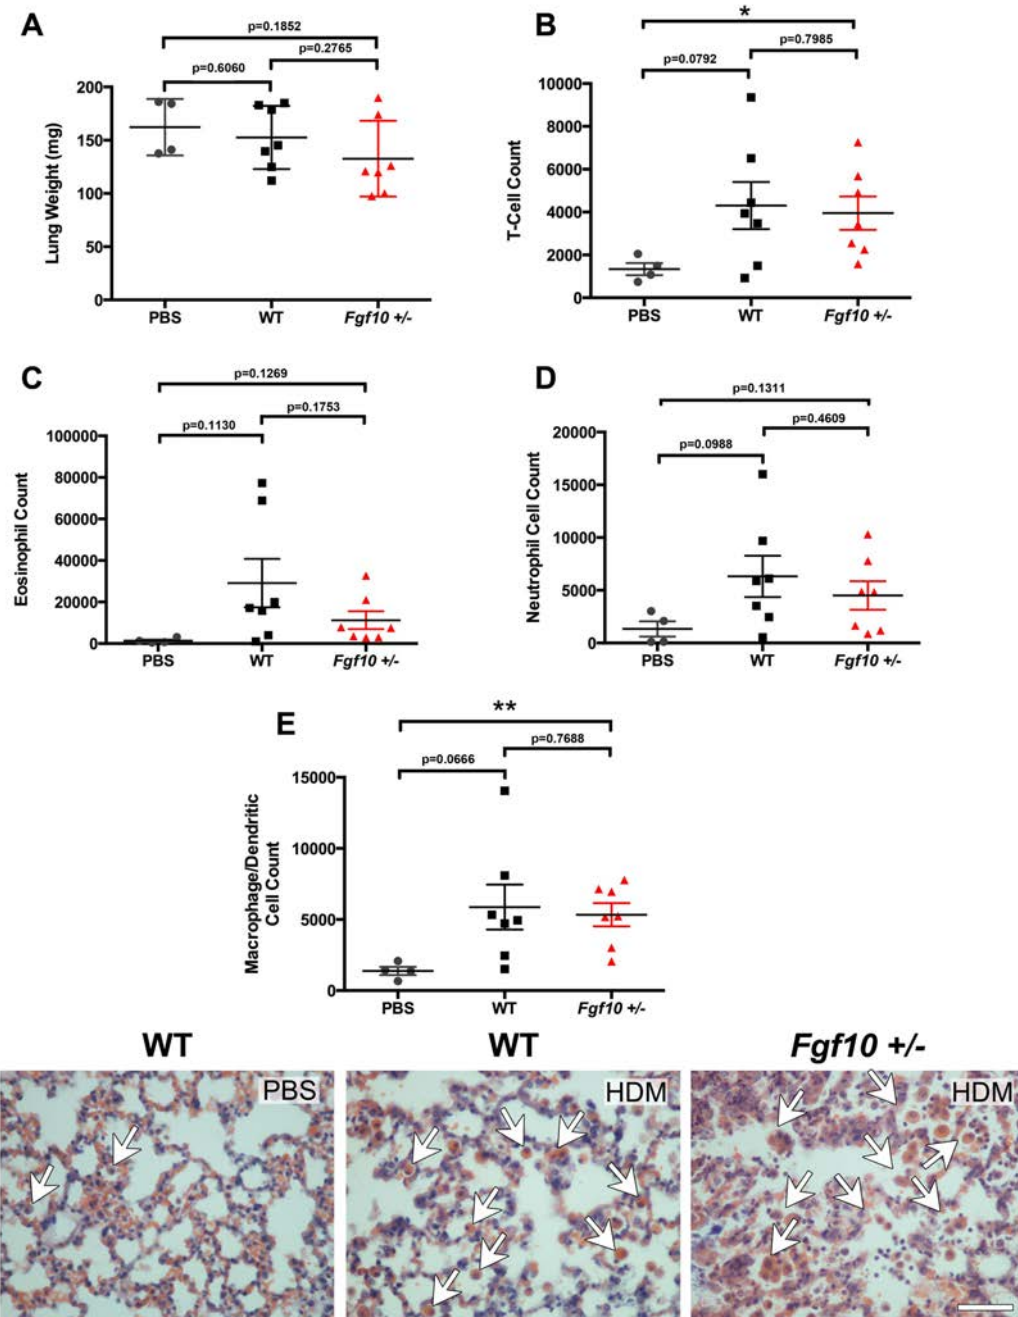 A
p=0.1852
p=0.2765
p=0.6060
Lung Weight (mg)
200
150
100
50
0
PBS WT Fgf10 +/-
B
*
p=0.7985
p=0.0792
T-Cell Count
10000
8000
6000
4000
2000
0
PBS WT Fgf10 +/-
C
p=0.1269
p=0.1753
p=0.1130
Eosinophil Count
100000
80000
60000
40000
20000
0
PBS WT Fgf10 +/-
D
p=0.1311
p=0.4609
p=0.0988
Neutrophil Cell Count
20000
15000
10000
5000
0
PBS WT Fgf10 +/-
E
**
p=0.7688
p=0.0666
Macrophage/Dendritic
Cell Count
15000
10000
5000
0
PBS WT Fgf10 +/-
WT WT Fgf10 +/-
PBS HDM HDM